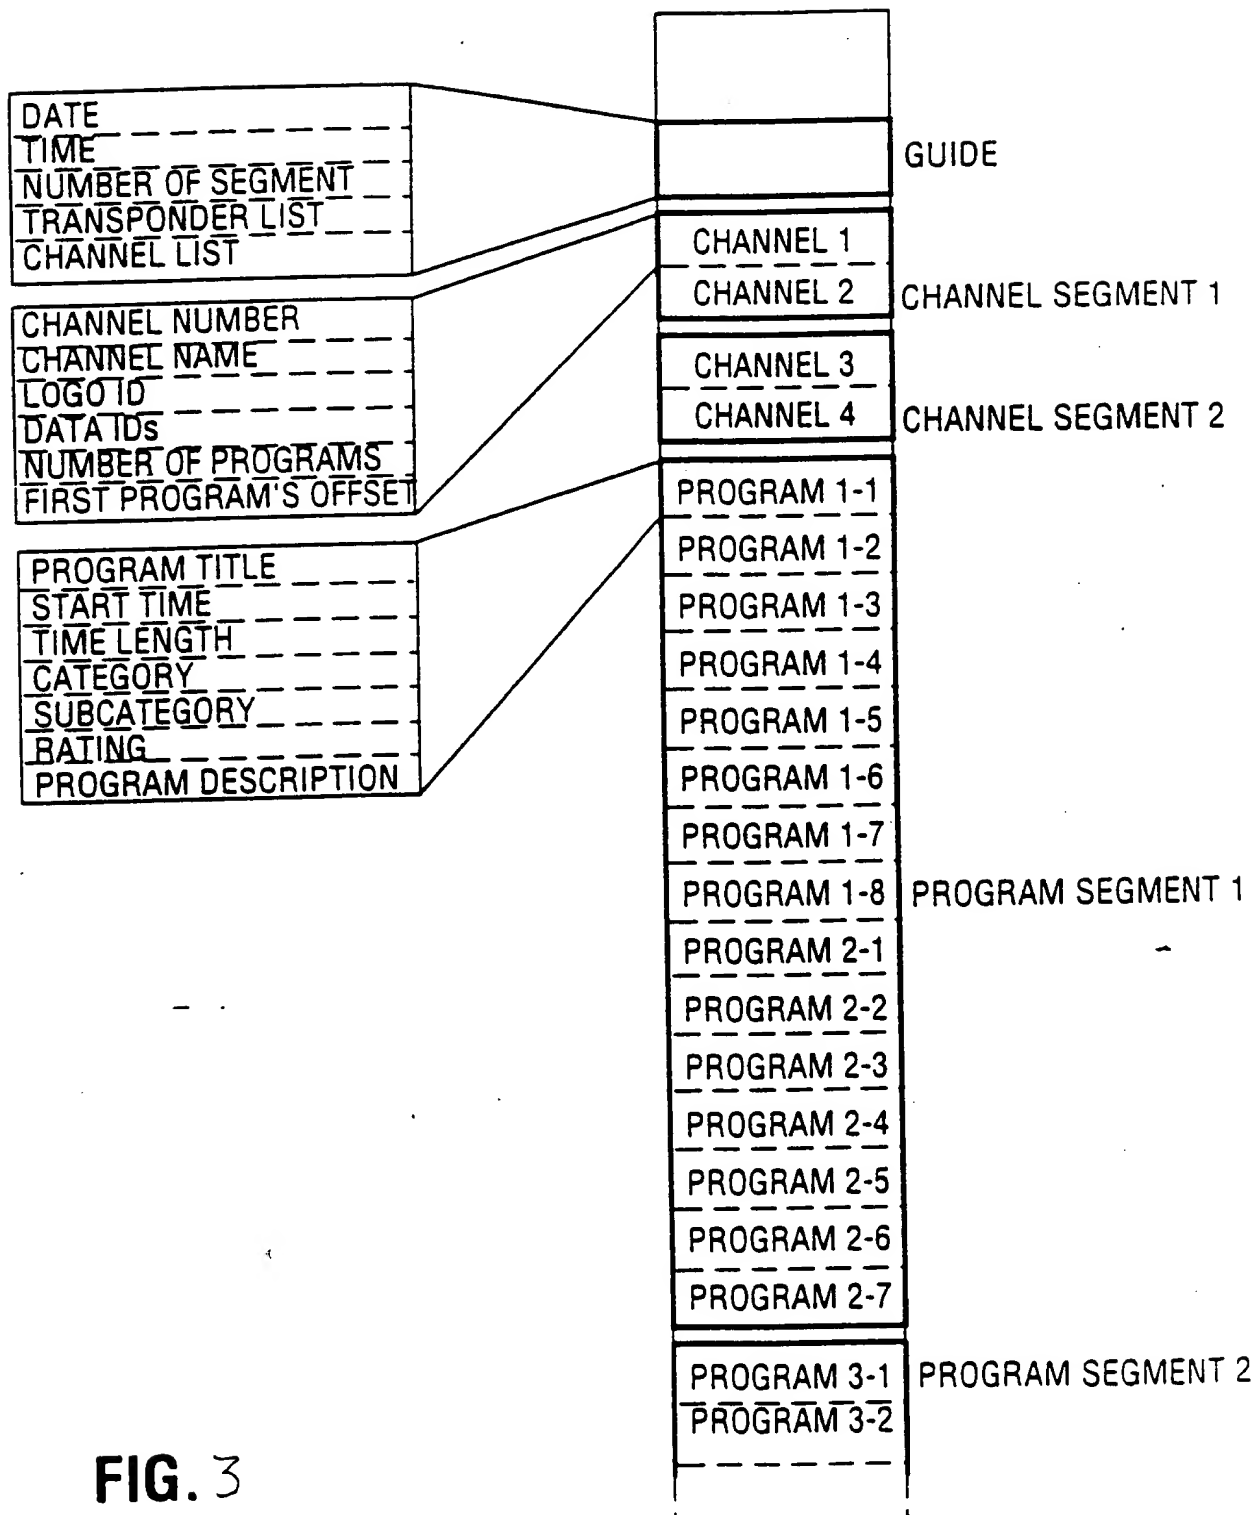 DATE
TIME
NUMBER OF SEGMENT
TRANSPONDER LIST
CHANNEL LIST
GUIDE
CHANNEL NUMBER
CHANNEL NAME
LOGO ID
DATA IDs
NUMBER OF PROGRAMS
FIRST PROGRAM'S OFFSET
CHANNEL 1
CHANNEL 2
CHANNEL SEGMENT 1
CHANNEL 3
CHANNEL 4
CHANNEL SEGMENT 2
PROGRAM TITLE
START TIME
TIME LENGTH
CATEGORY
SUBCATEGORY
RATING
PROGRAM DESCRIPTION
PROGRAM 1-1
PROGRAM 1-2
PROGRAM 1-3
PROGRAM 1-4
PROGRAM 1-5
PROGRAM 1-6
PROGRAM 1-7
PROGRAM 1-8
PROGRAM SEGMENT 1
PROGRAM 2-1
PROGRAM 2-2
PROGRAM 2-3
PROGRAM 2-4
PROGRAM 2-5
PROGRAM 2-6
PROGRAM 2-7
PROGRAM 3-1
PROGRAM SEGMENT 2
PROGRAM 3-2
FIG. 3